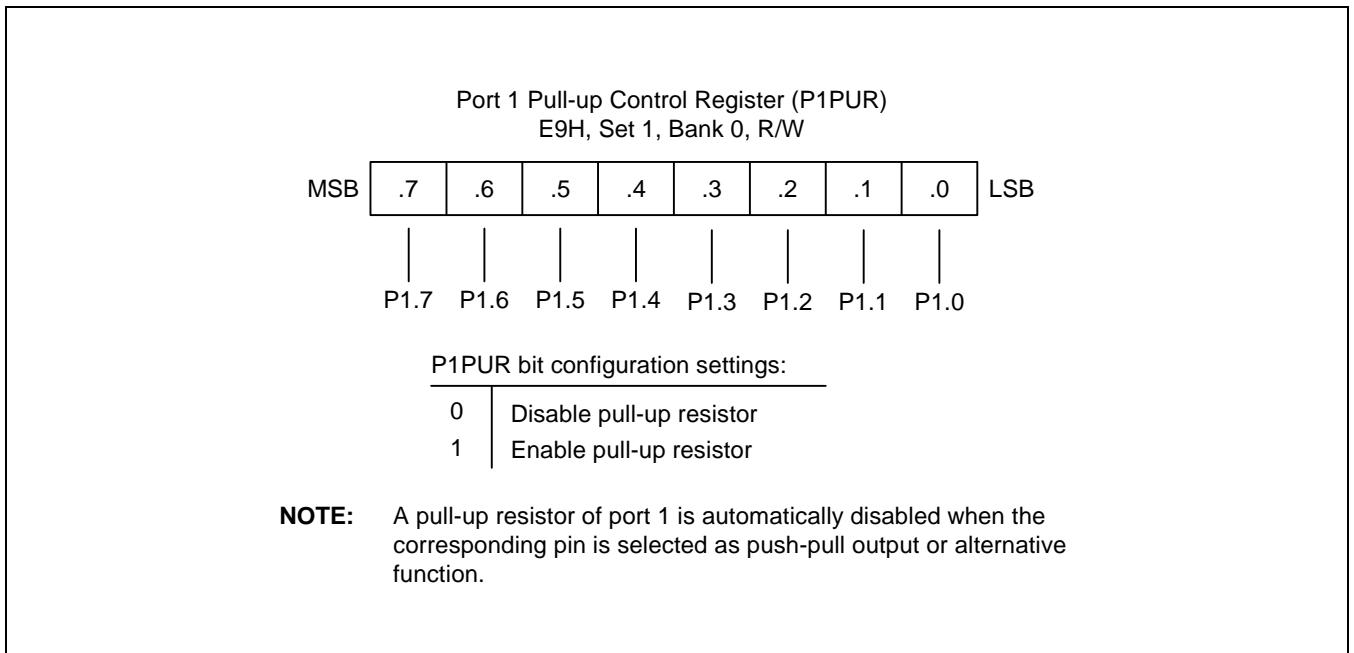 Port 1 Pull-up Control Register (P1PUR)
E9H, Set 1, Bank 0, R/W
MSB .7 .6 .5 .4 .3 .2 .1 .0 LSB
P1.7 P1.6 P1.5 P1.4 P1.3 P1.2 P1.1 P1.0
P1PUR bit configuration settings:
0 Disable pull-up resistor
1 Enable pull-up resistor
NOTE: A pull-up resistor of port 1 is automatically disabled when the
corresponding pin is selected as push-pull output or alternative
function.